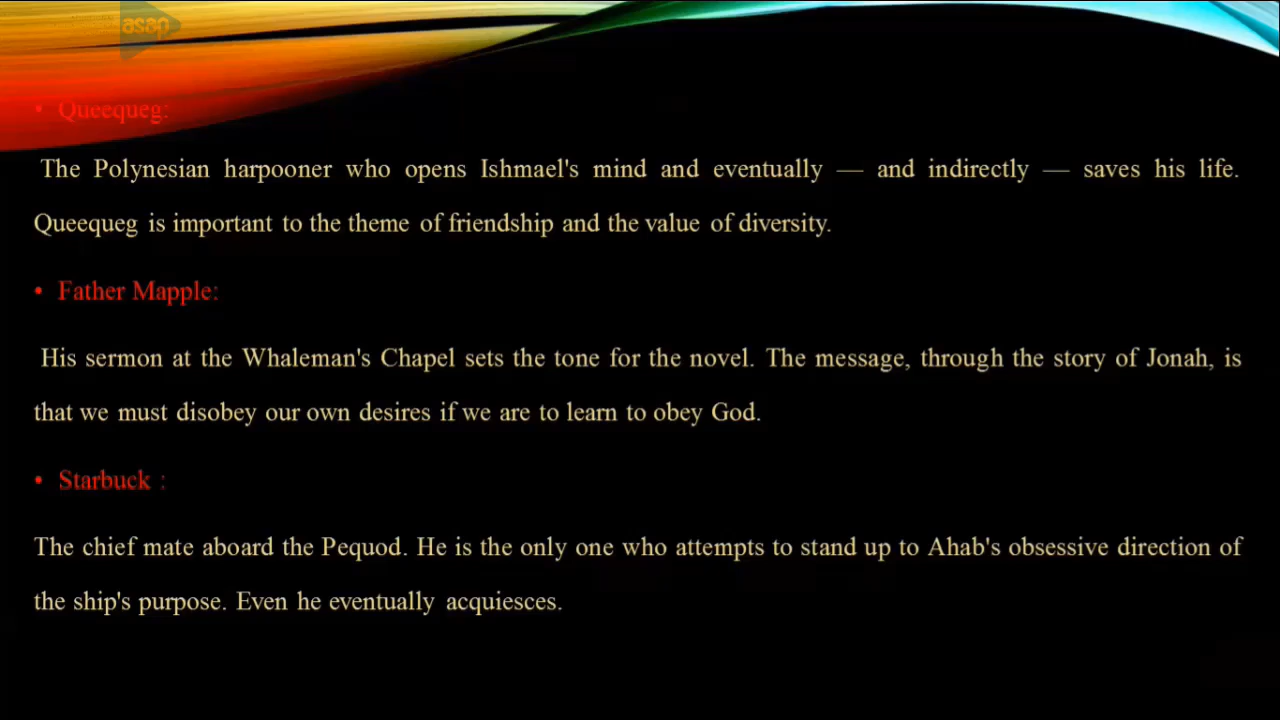 asap
• Queequeg:
The Polynesian harpooner who opens Ishmael's mind and eventually — and indirectly — saves his life.
Queequeg is important to the theme of friendship and the value of diversity.
• Father Mapple:
His sermon at the Whaleman's Chapel sets the tone for the novel. The message, through the story of Jonah, is
that we must disobey our own desires if we are to learn to obey God.
• Starbuck :
The chief mate aboard the Pequod. He is the only one who attempts to stand up to Ahab's obsessive direction of
the ship's purpose. Even he eventually acquiesces.